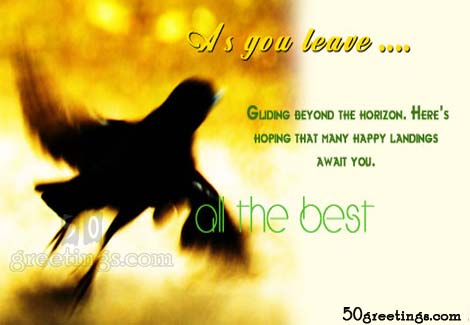 As you leave ....
Gliding beyond the horizon. Here's
hoping that many happy landings
await you.
all the best
50
greetings.com
50greetings.com